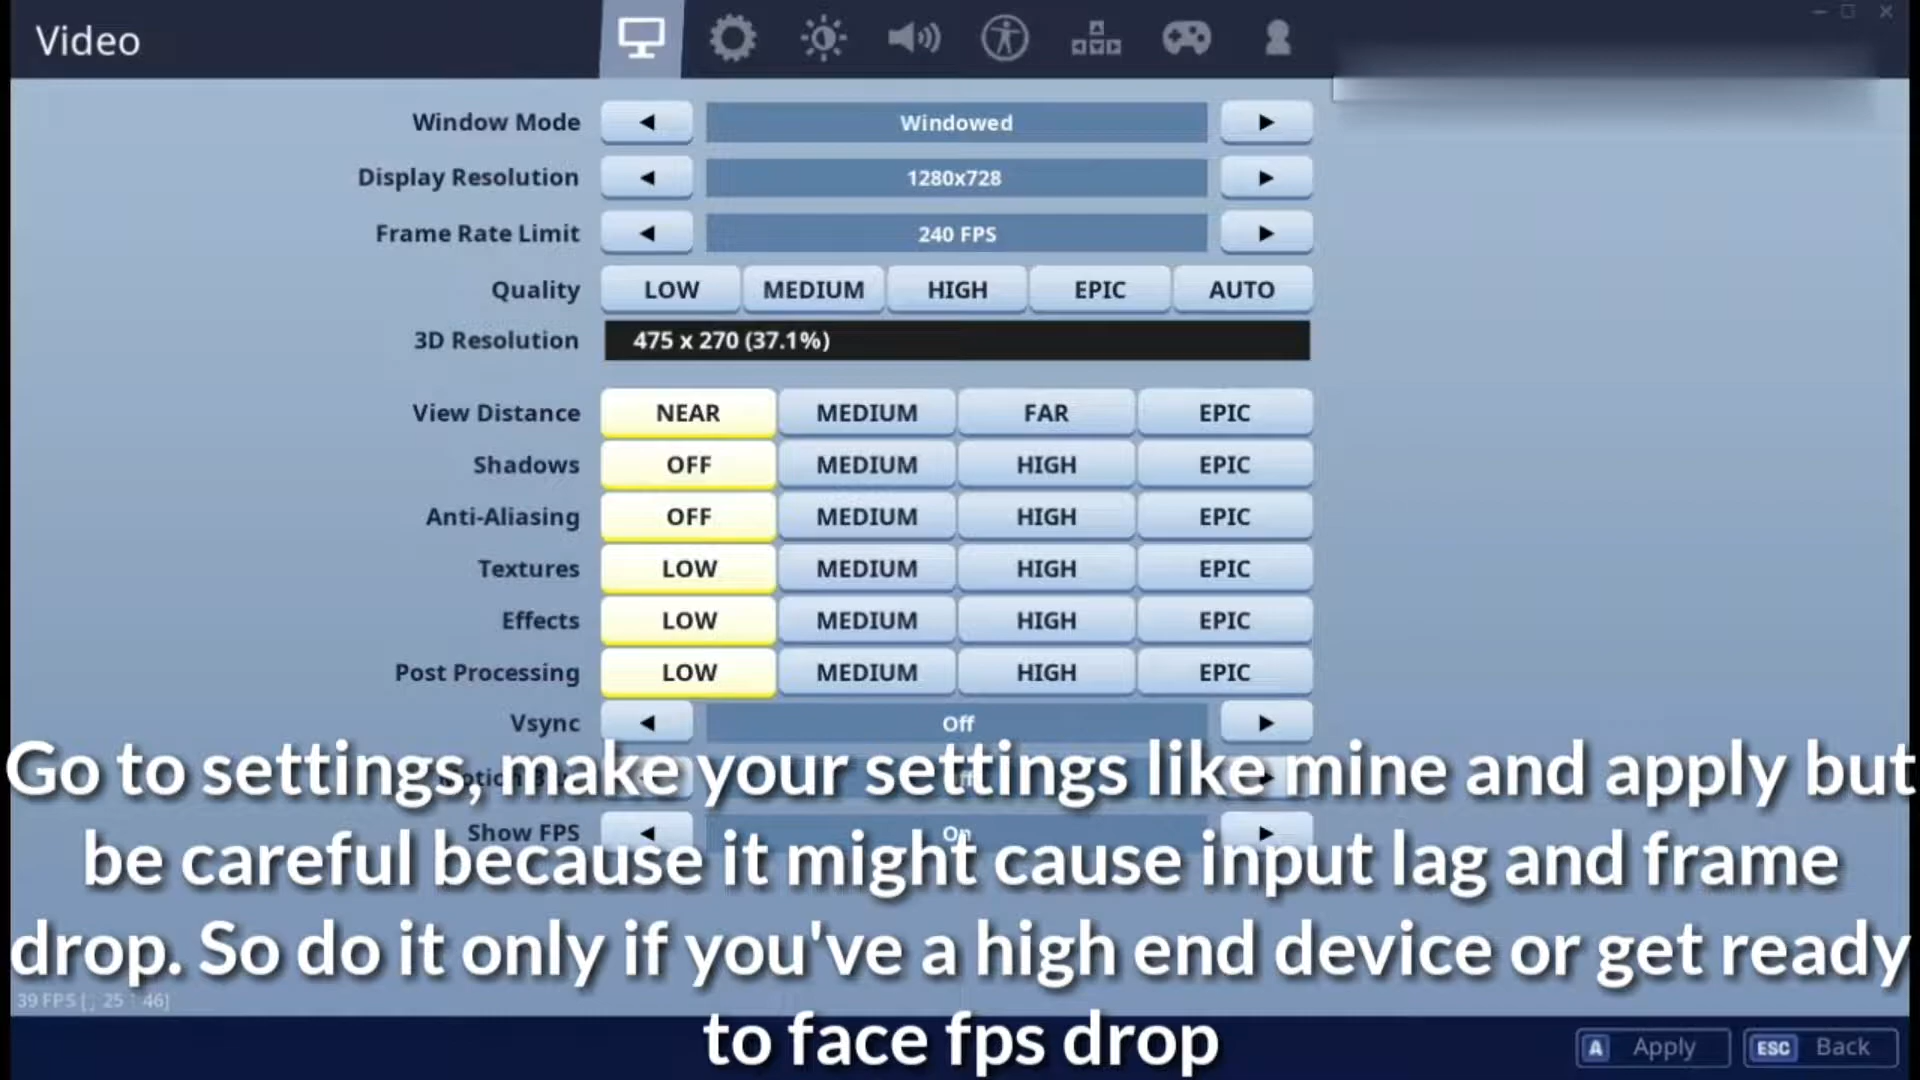 Video
Window Mode Windowed
Display Resolution 1280x728
Frame Rate Limit 240 FPS
Quality LOW MEDIUM HIGH EPIC AUTO
3D Resolution 475 x 270 (37.1%)
View Distance NEAR MEDIUM FAR EPIC
Shadows OFF MEDIUM HIGH EPIC
Anti-Aliasing OFF MEDIUM HIGH EPIC
Textures LOW MEDIUM HIGH EPIC
Effects LOW MEDIUM HIGH EPIC
Post Processing LOW MEDIUM HIGH EPIC
Vsync Off
Go to settings, make your settings like mine and apply but
Show FPS On
be careful because it might cause input lag and frame
drop. So do it only if you've a high end device or get ready
39 FPS
to face fps drop
A Apply ESC Back